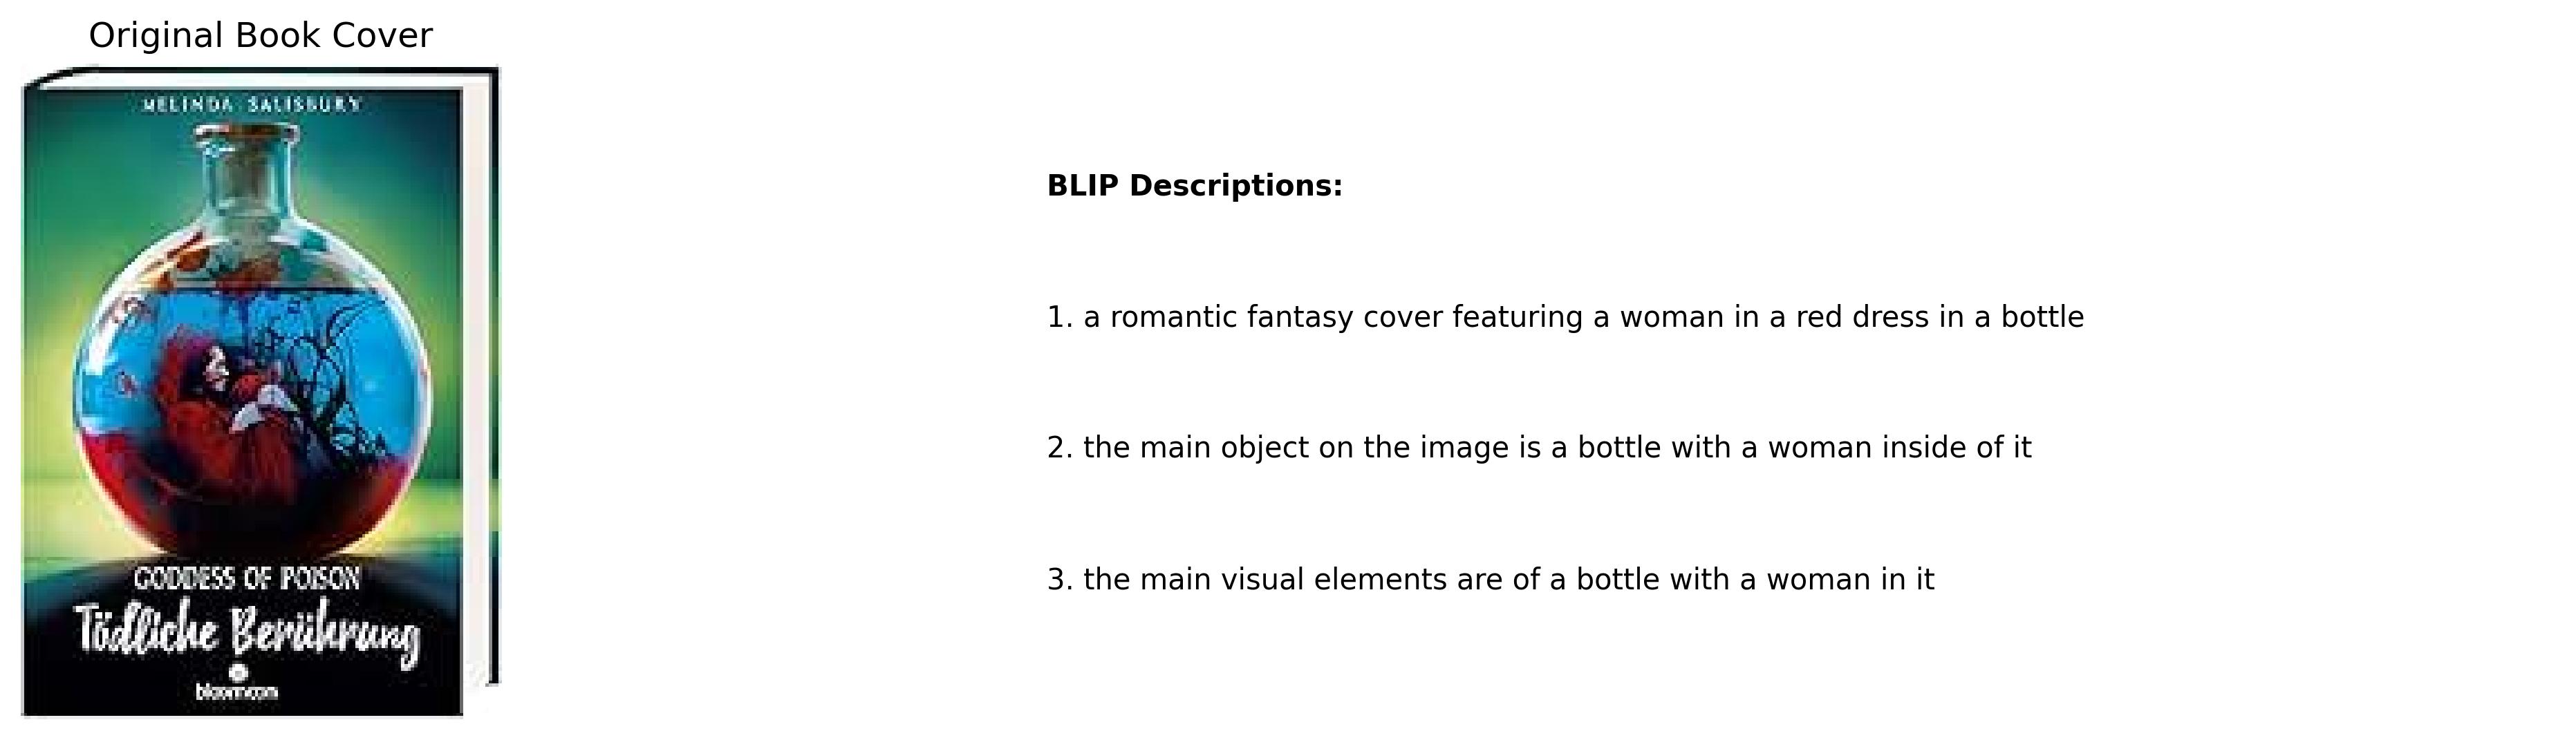 Original Book Cover
MELINDA SALISBURY
GODDESS OF POISON
Tödliche Berührung
bloomoon
BLIP Descriptions:
1. a romantic fantasy cover featuring a woman in a red dress in a bottle
2. the main object on the image is a bottle with a woman inside of it
3. the main visual elements are of a bottle with a woman in it